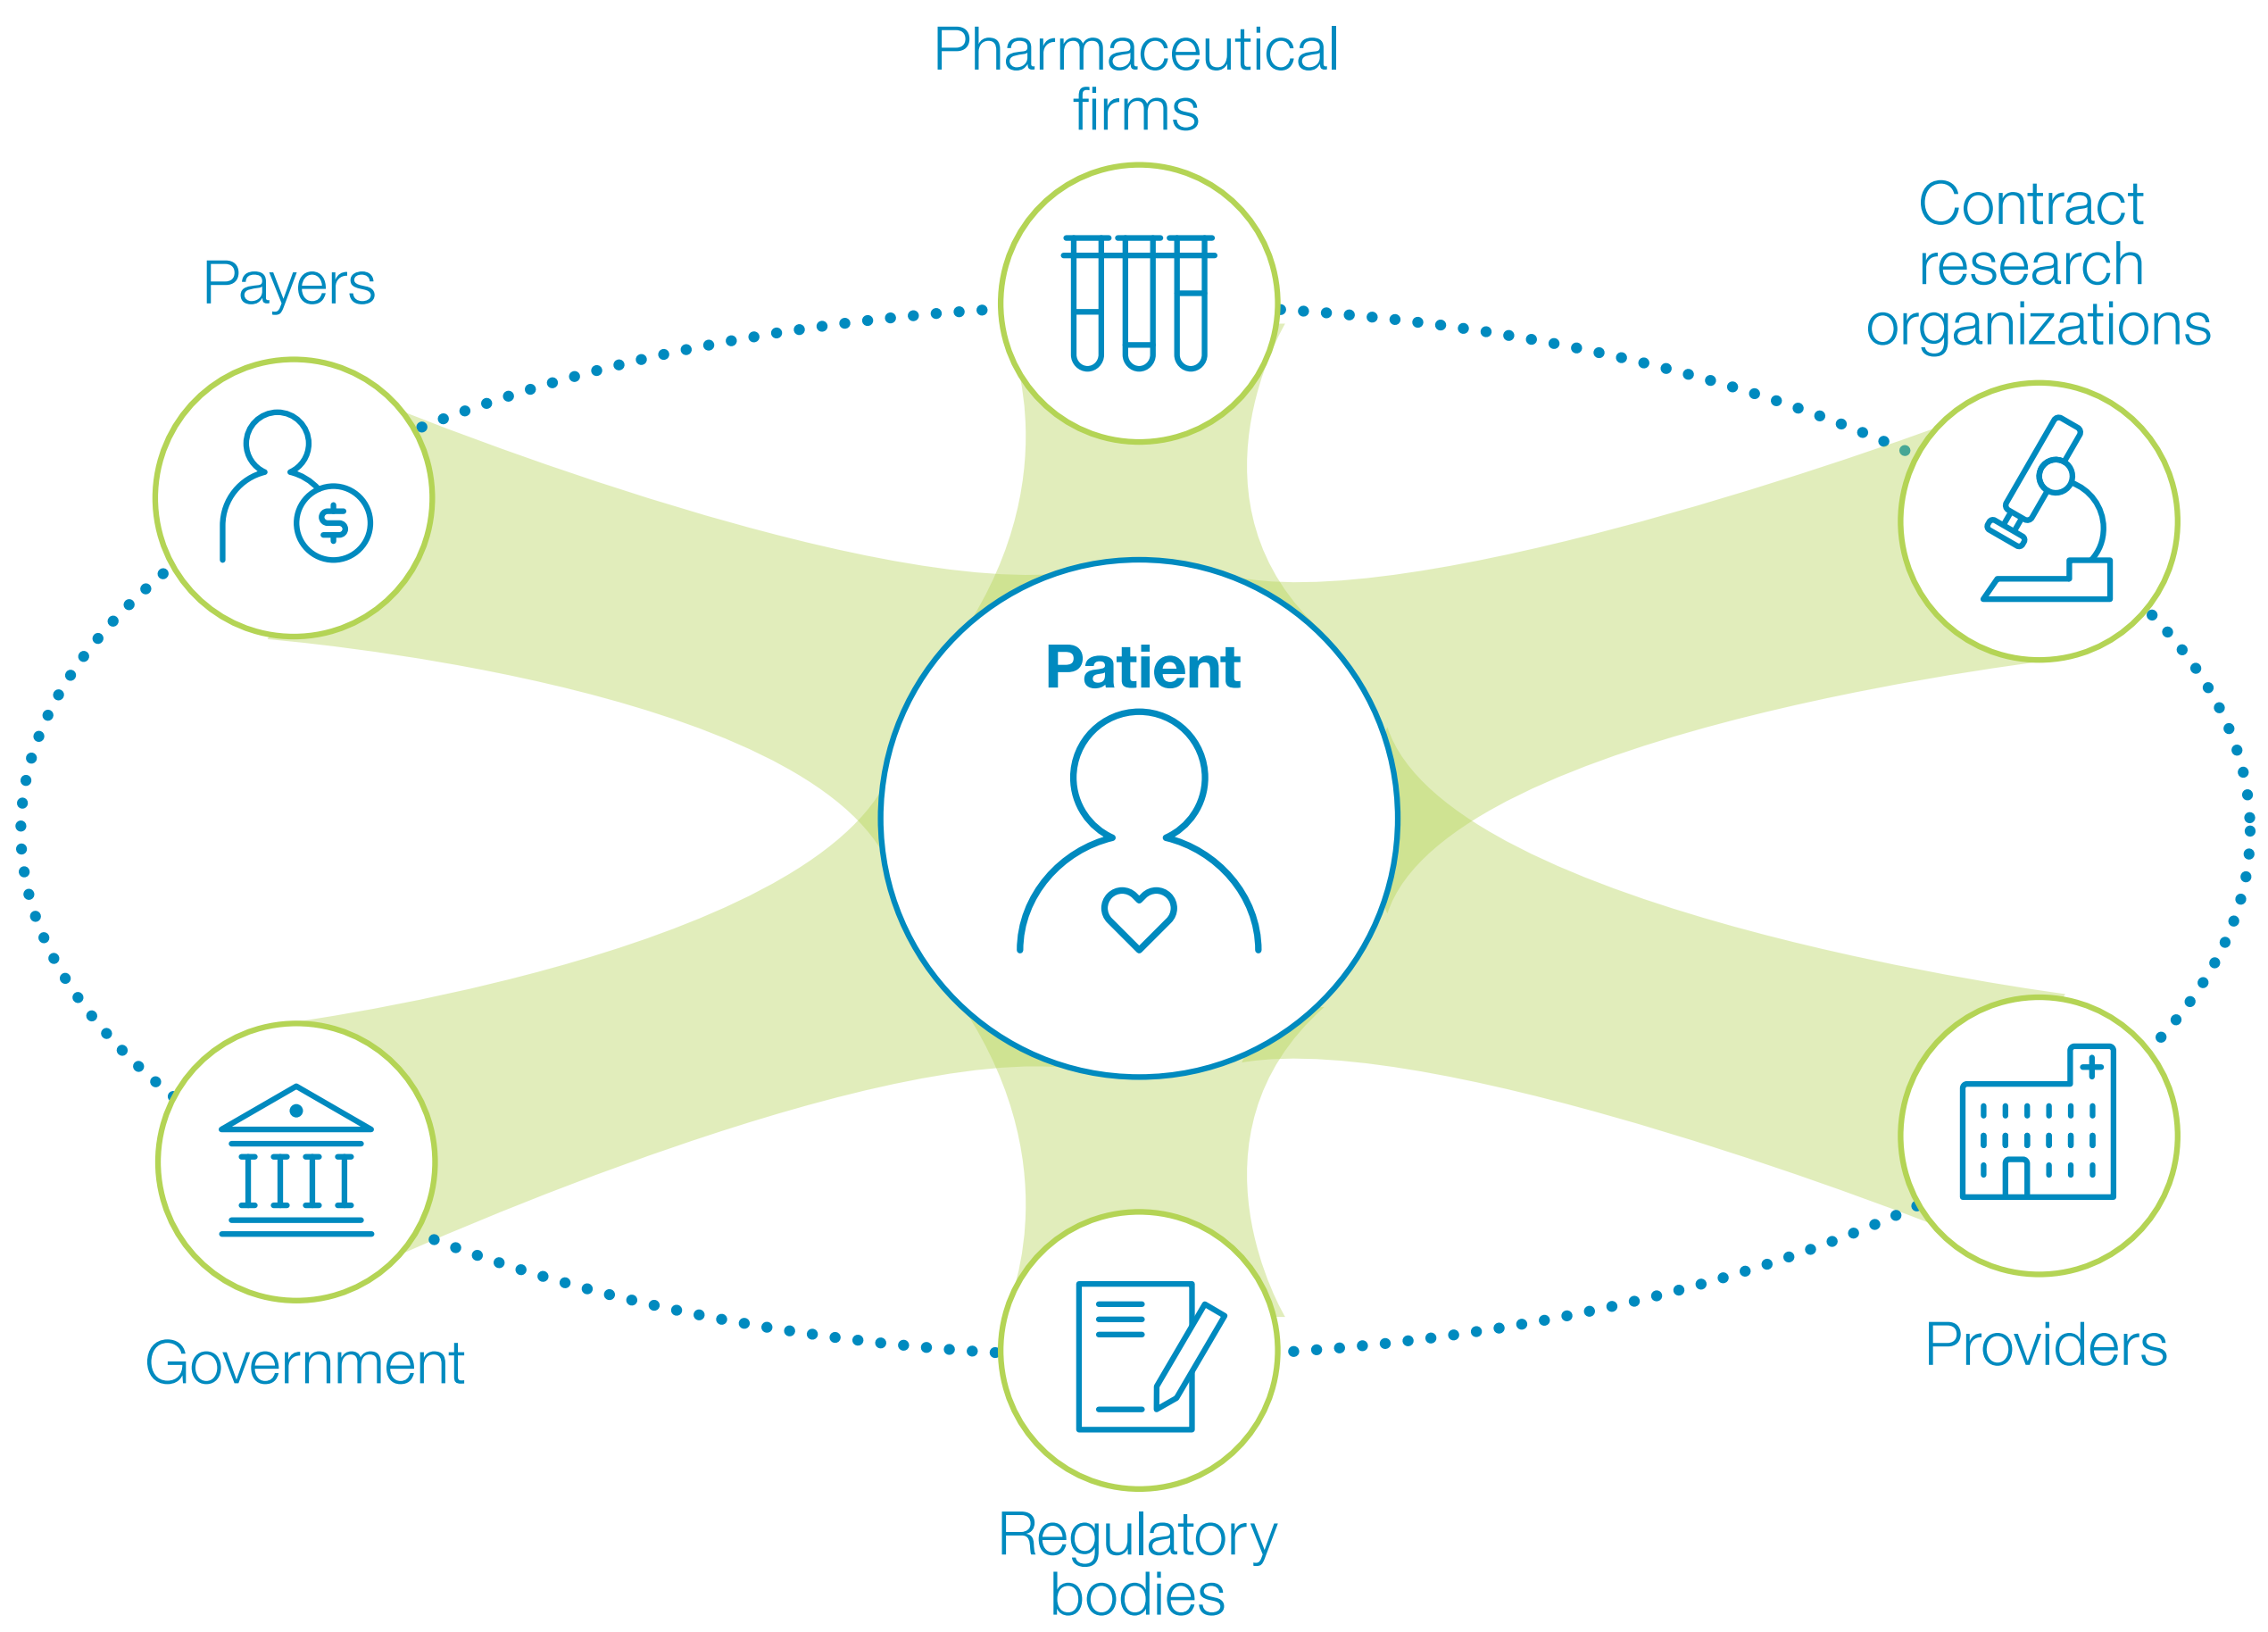 Pharmaceutical
firms
Contract
research
organizations
Payers
$
Patient
Government
Providers
Regulatory
bodies